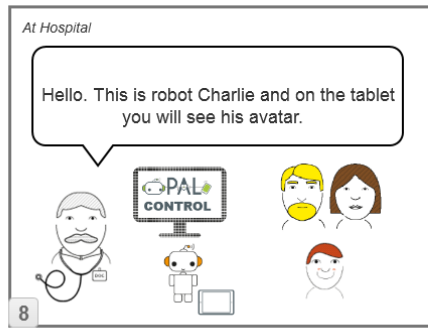 At Hospital
Hello. This is robot Charlie and on the tablet
you will see his avatar.
PAL
CONTROL
DOC
8